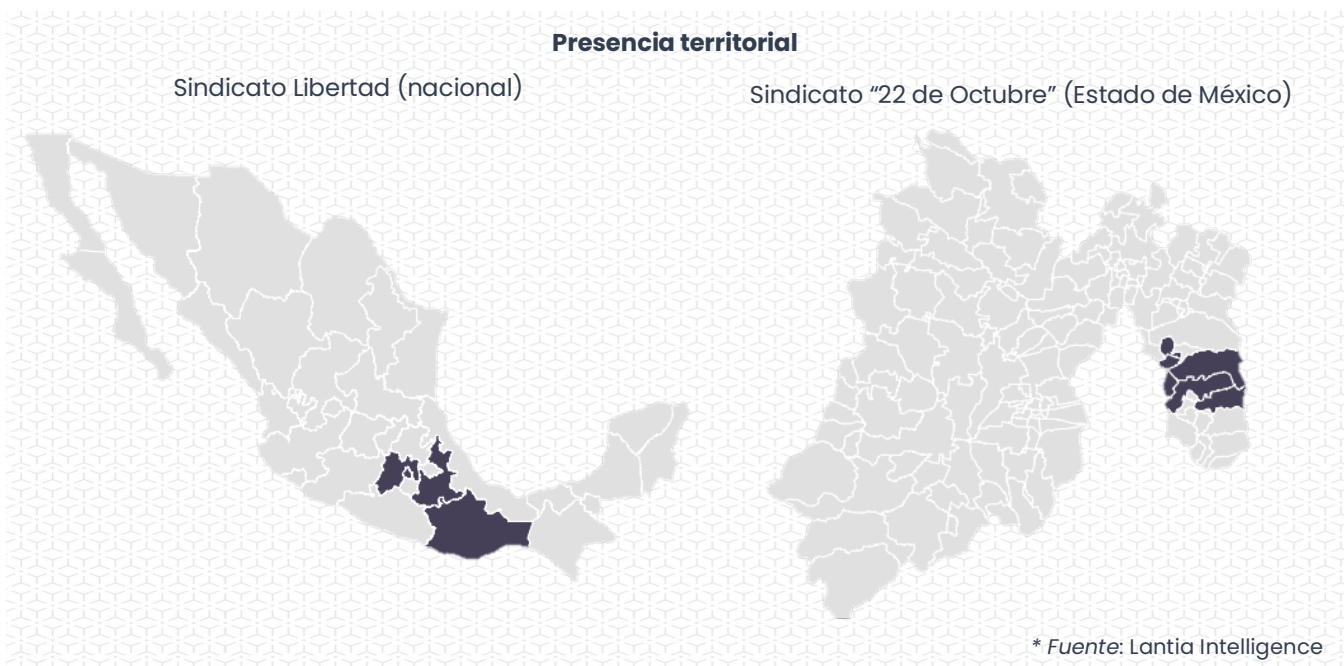 Presencia territorial
Sindicato Libertad (nacional)
Sindicato “22 de Octubre” (Estado de México)
* Fuente: Lantia Intelligence